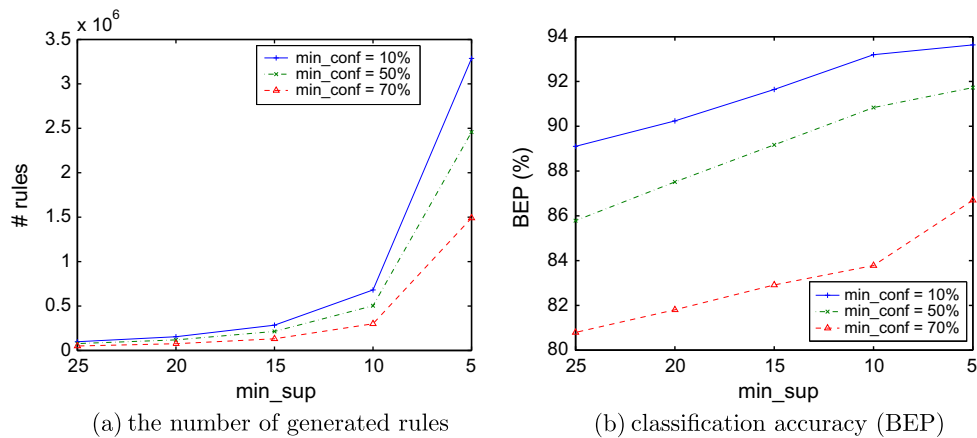 x 10^6
3.5
3
2.5
2
1.5
1
0.5
0
# rules
min_conf = 10%
min_conf = 50%
min_conf = 70%
25 20 15 10 5
min_sup
(a) the number of generated rules
94
92
90
88
86
84
82
80
BEP (%)
min_conf = 10%
min_conf = 50%
min_conf = 70%
25 20 15 10 5
min_sup
(b) classification accuracy (BEP)